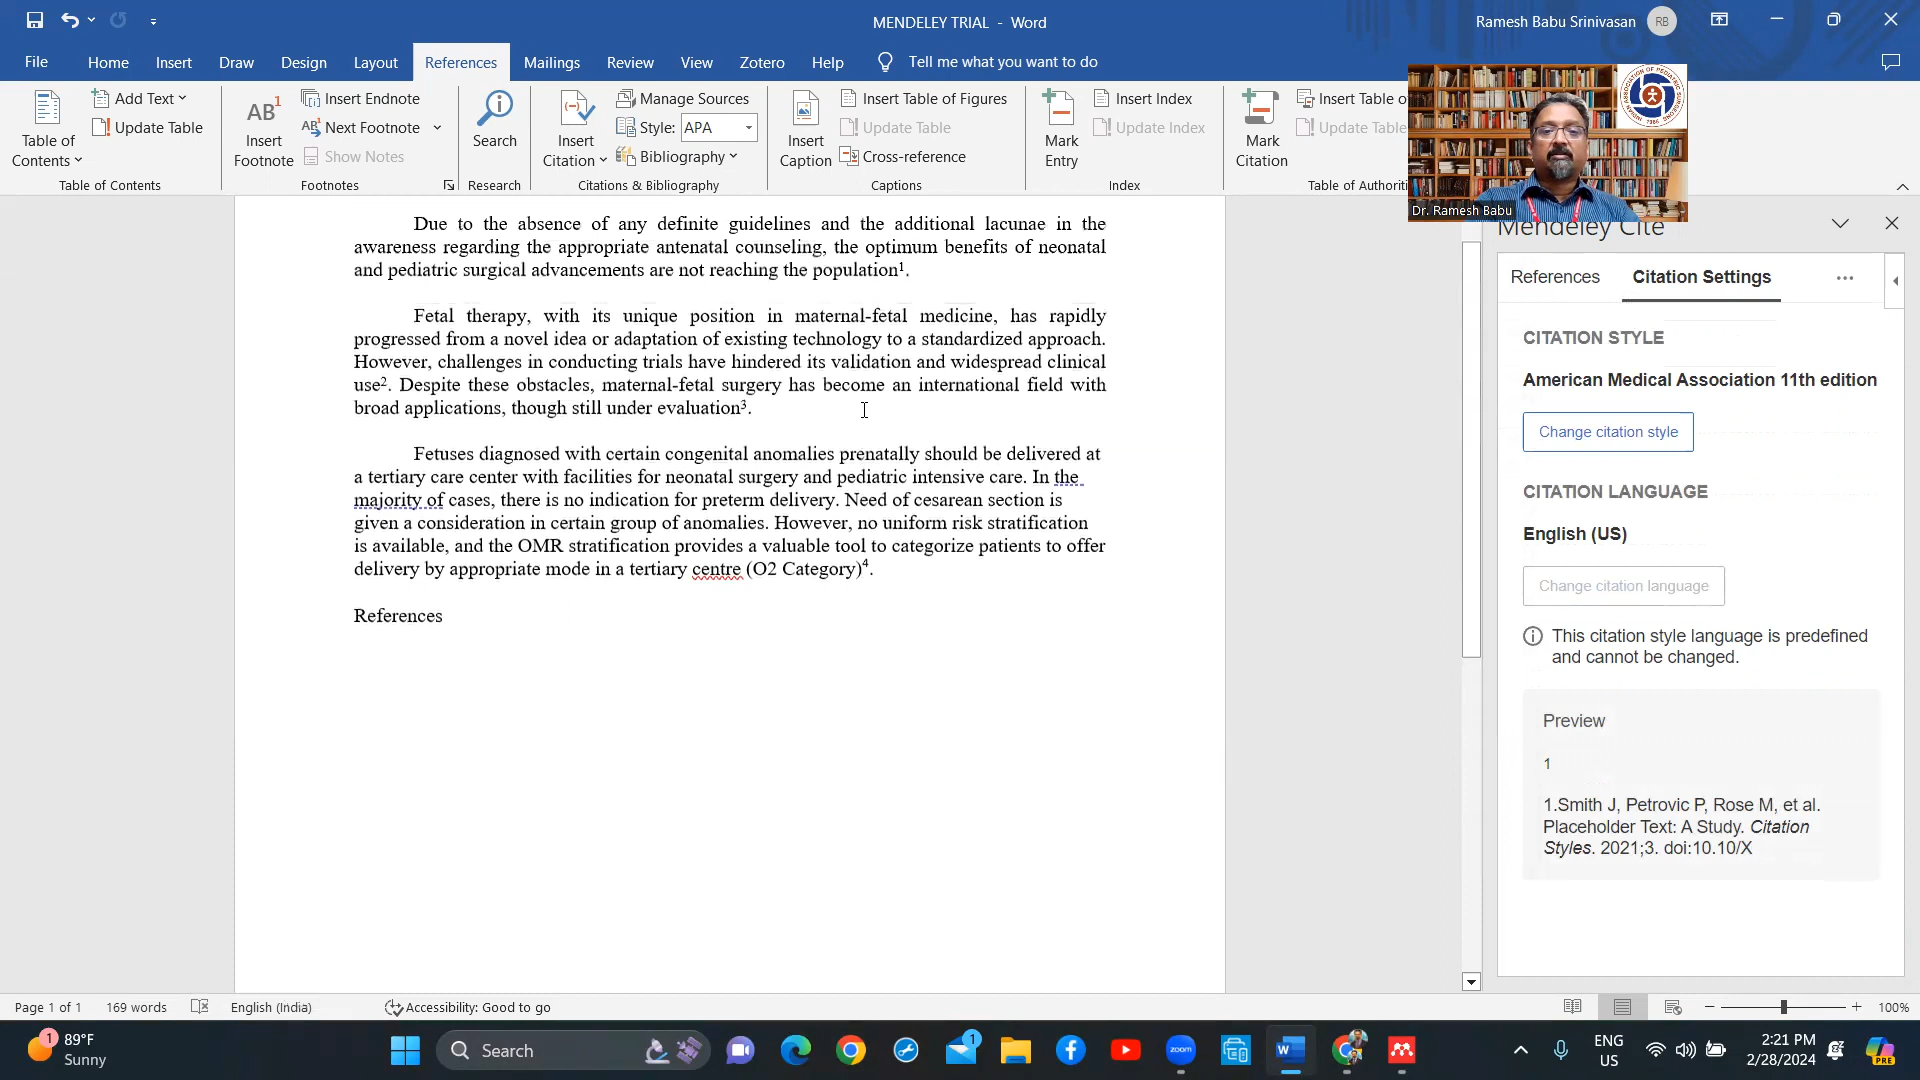 MENDELEY TRIAL - Word
Ramesh Babu Srinivasan RB
File Home Insert Draw Design Layout References Mailings Review View Zotero Help Tell me what you want to do
Table of Contents
Add Text
Update Table
Table of Contents
AB1
Insert Footnote
Insert Endnote
Next Footnote
Show Notes
Footnotes
Search
Research
Insert Citation
Manage Sources
Style: APA
Bibliography
Citations & Bibliography
Insert Caption
Insert Table of Figures
Update Table
Cross-reference
Captions
Mark Entry
Insert Index
Update Index
Index
Mark Citation
Insert Table o
Update Table
Table of Authori
Dr. Ramesh Babu
Due to the absence of any definite guidelines and the additional lacunae in the
awareness regarding the appropriate antenatal counseling, the optimum benefits of neonatal
and pediatric surgical advancements are not reaching the population1.
Fetal therapy, with its unique position in maternal-fetal medicine, has rapidly
progressed from a novel idea or adaptation of existing technology to a standardized approach.
However, challenges in conducting trials have hindered its validation and widespread clinical
use2. Despite these obstacles, maternal-fetal surgery has become an international field with
broad applications, though still under evaluation3.
Fetuses diagnosed with certain congenital anomalies prenatally should be delivered at
a tertiary care center with facilities for neonatal surgery and pediatric intensive care. In the
majority of cases, there is no indication for preterm delivery. Need of cesarean section is
given a consideration in certain group of anomalies. However, no uniform risk stratification
is available, and the OMR stratification provides a valuable tool to categorize patients to offer
delivery by appropriate mode in a tertiary centre (O2 Category)4.
References
Mendeley Cite
References Citation Settings
CITATION STYLE
American Medical Association 11th edition
Change citation style
CITATION LANGUAGE
English (US)
Change citation language
This citation style language is predefined
and cannot be changed.
Preview
1
1.Smith J, Petrovic P, Rose M, et al.
Placeholder Text: A Study. Citation
Styles. 2021;3. doi:10.10/X
Page 1 of 1 169 words English (India) Accessibility: Good to go 100%
1
89°F
Sunny
Search
1
zoom
W
ENG
US
2:21 PM
2/28/2024
PRE